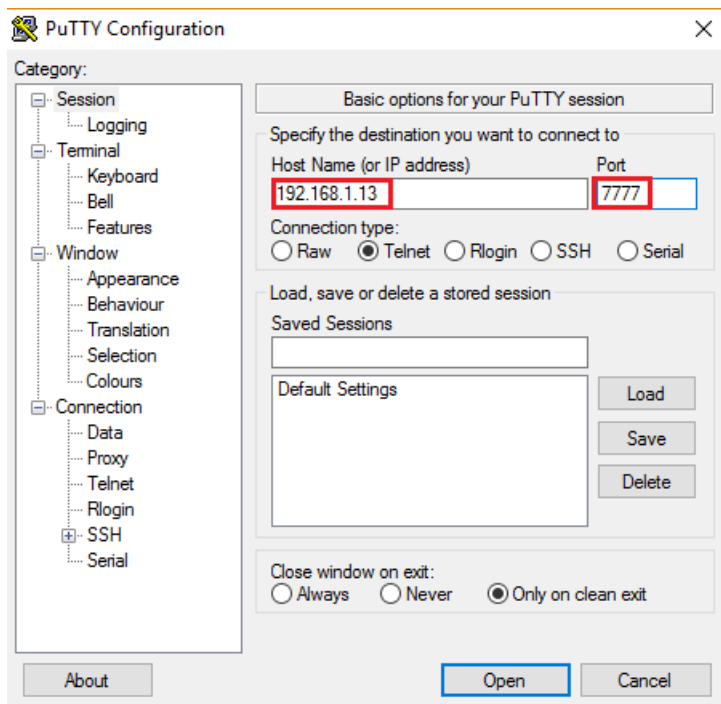 PuTTY Configuration
Category:
Session
Logging
Terminal
Keyboard
Bell
Features
Window
Appearance
Behaviour
Translation
Selection
Colours
Connection
Data
Proxy
Telnet
Rlogin
SSH
Serial
Basic options for your PuTTY session
Specify the destination you want to connect to
Host Name (or IP address) Port
192.168.1.13 7777
Connection type:
Raw Telnet Rlogin SSH Serial
Load, save or delete a stored session
Saved Sessions
Default Settings
Load
Save
Delete
Close window on exit:
Always Never Only on clean exit
About Open Cancel